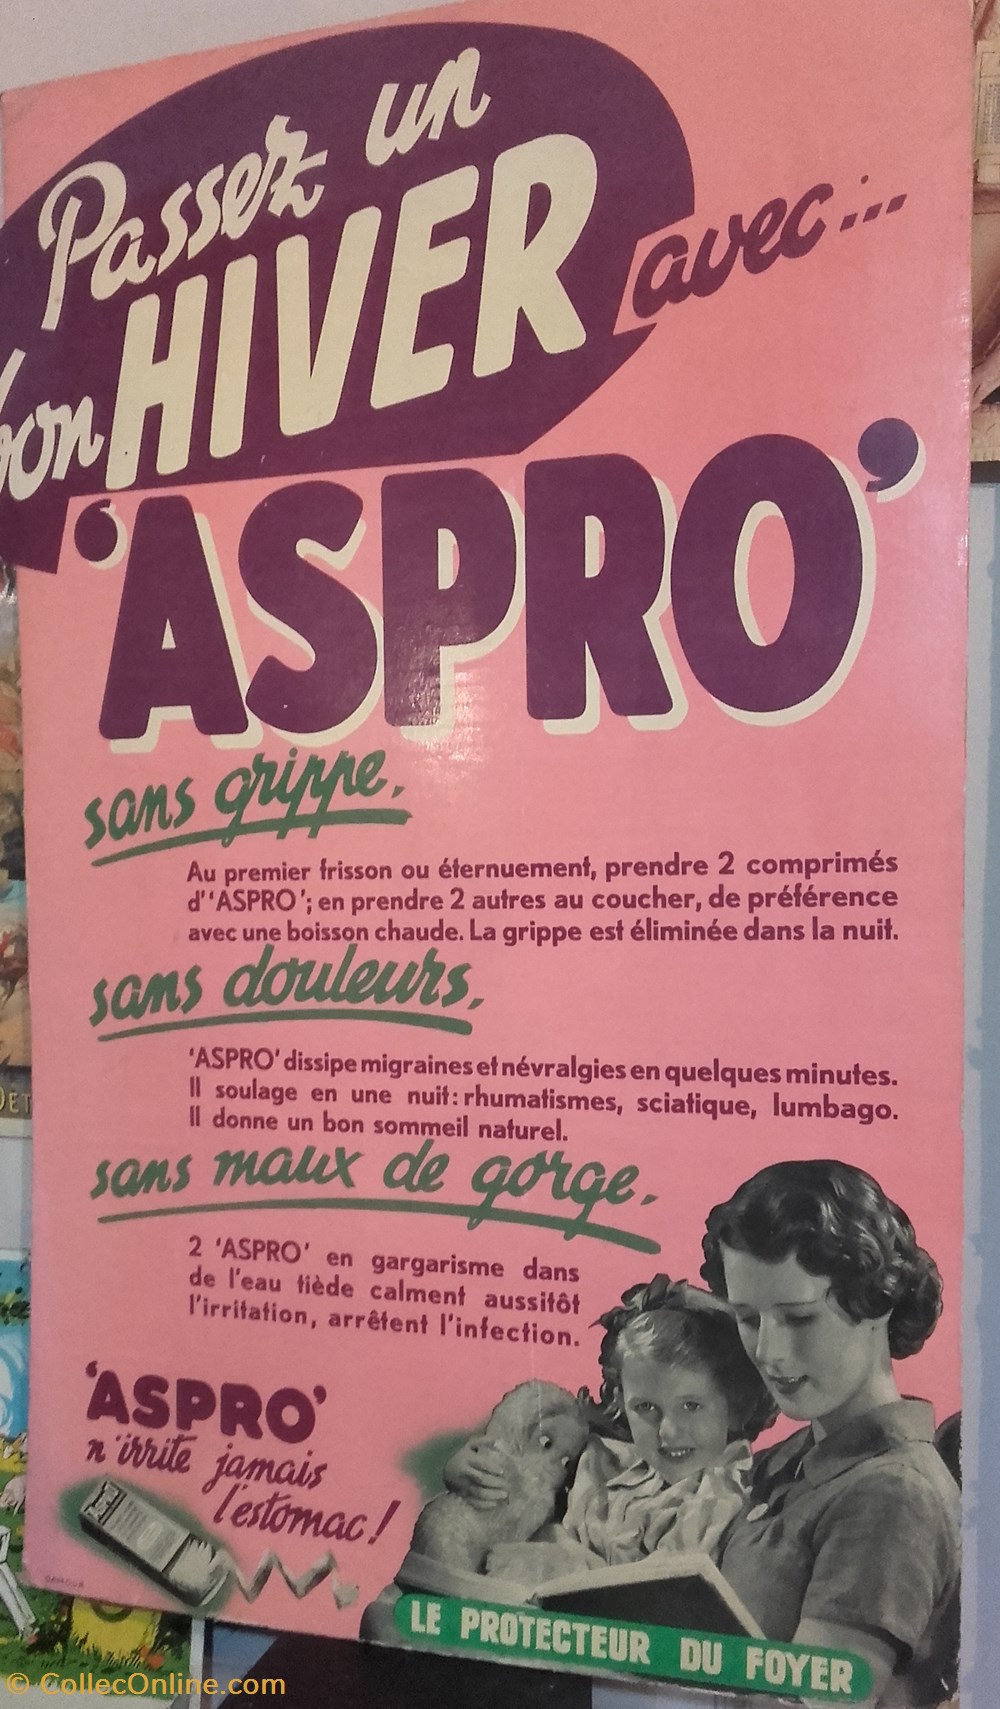 Passez un
bon HIVER avec...
'ASPRO'
sans grippe.
Au premier frisson ou éternuement, prendre 2 comprimés
d''ASPRO'; en prendre 2 autres au coucher, de préférence
avec une boisson chaude. La grippe est éliminée dans la nuit.
sans douleurs.
'ASPRO' dissipe migraines et névralgies en quelques minutes.
Il soulage en une nuit: rhumatismes, sciatique, lumbago.
Il donne un bon sommeil naturel.
sans maux de gorge.
2 'ASPRO' en gargarisme dans
de l'eau tiède calment aussitôt
l'irritation, arrêtent l'infection.
'ASPRO'
n'irrite jamais
l'estomac!
LE PROTECTEUR DU FOYER
© CollecOnline.com